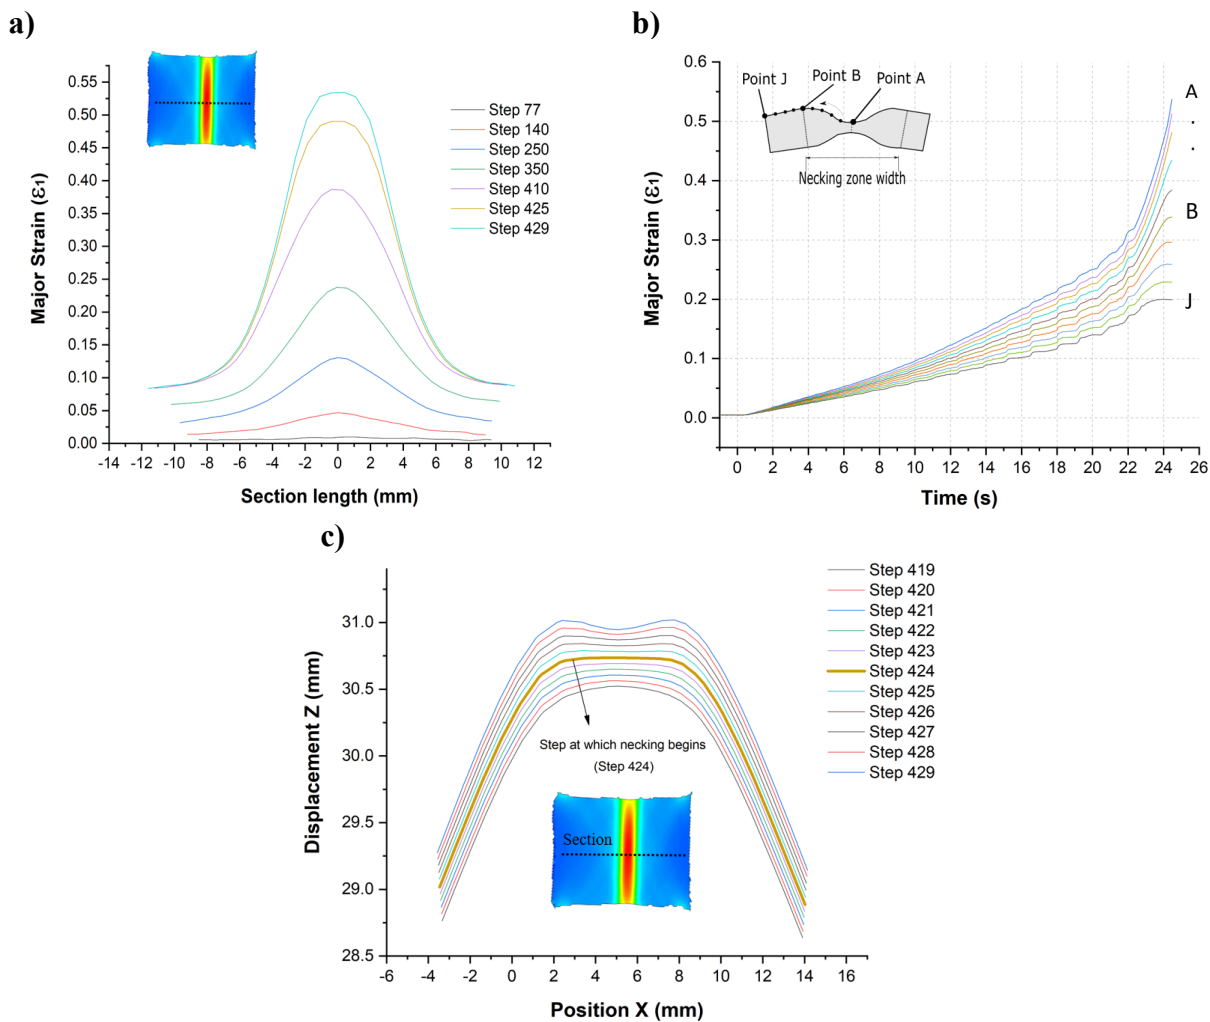 a)
0.55
0.50
0.45
0.40
0.35
0.30
0.25
0.20
0.15
0.10
0.05
0.00
Major Strain (ε1)
-14 -12 -10 -8 -6 -4 -2 0 2 4 6 8 10 12
Section length (mm)
Step 77
Step 140
Step 250
Step 350
Step 410
Step 425
Step 429
b)
0.6
0.5
0.4
0.3
0.2
0.1
0.0
Major Strain (ε1)
0 2 4 6 8 10 12 14 16 18 20 22 24 26
Time (s)
Point J
Point B
Point A
Necking zone width
A
.
.
B
J
c)
31.0
30.5
30.0
29.5
29.0
28.5
Displacement Z (mm)
-6 -4 -2 0 2 4 6 8 10 12 14 16
Position X (mm)
Step at which necking begins
(Step 424)
Section
Step 419
Step 420
Step 421
Step 422
Step 423
Step 424
Step 425
Step 426
Step 427
Step 428
Step 429